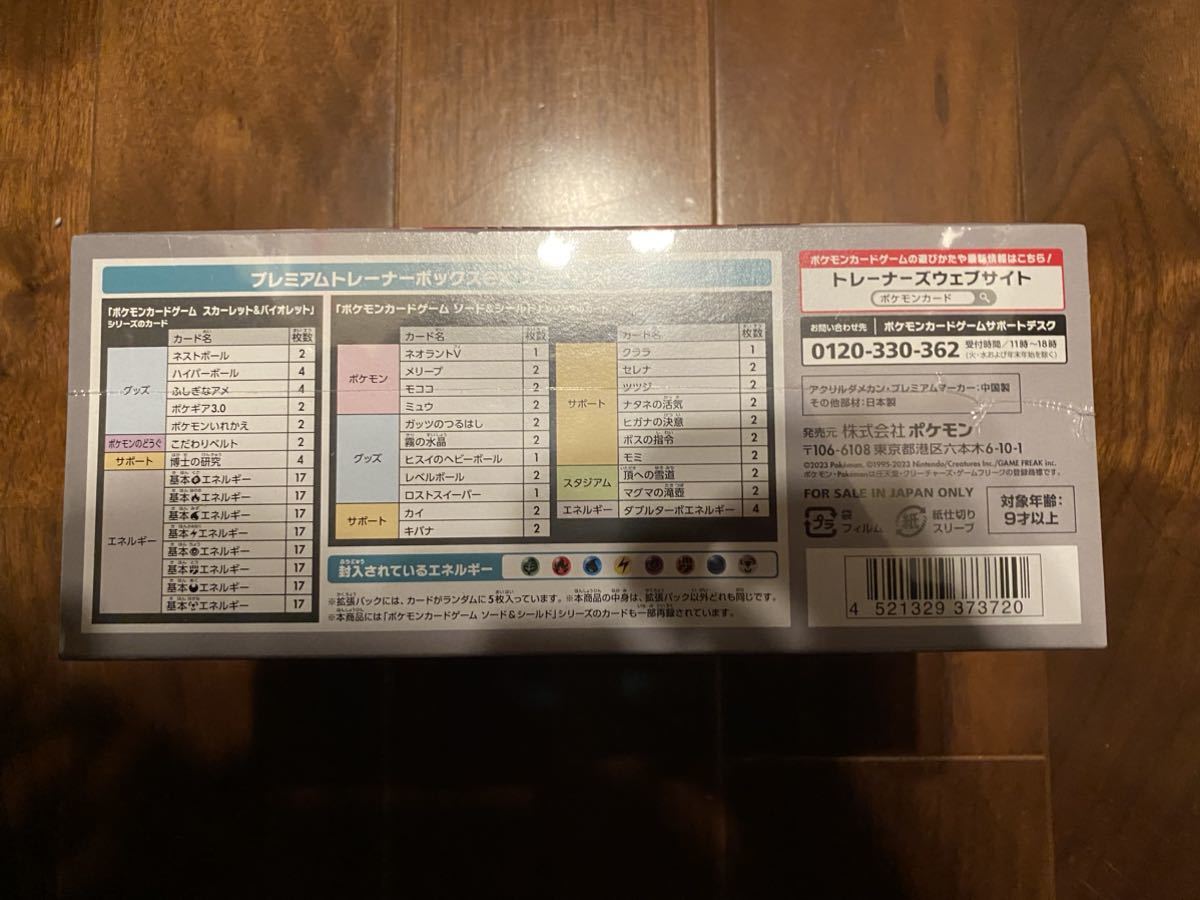 プレミアムトレーナーボックス
「ポケモンカードゲーム スカーレット&バイオレット」
シリーズのカード
カード名 枚数
グッズ
ネストボール 2
ハイパーボール 4
ふしぎなアメ 4
ポケギア3.0 2
ポケモンいれかえ 2
ポケモンのどうぐ こだわりベルト 2
サポート 博士の研究 4
エネルギー
基本エネルギー 17
基本エネルギー 17
基本エネルギー 17
基本エネルギー 17
基本エネルギー 17
基本エネルギー 17
基本エネルギー 17
基本エネルギー 17
「ポケモンカードゲーム ソード&シールド」
カード名 枚数
ポケモン
ネオラントV 1
メリープ 2
モココ 2
ミュウ 2
グッズ
ガッツのつるはし 2
霧の水晶 2
ヒスイのヘビーボール 1
レベルボール 2
ロストスイーパー 1
サポート
カイ 2
キバナ 2
カード名 枚数
サポート
クララ 1
セレナ 2
ツツジ 2
ナタネの活気 2
ヒガナの決意 2
ボスの指令 2
モミ 2
スタジアム
頂への雪道 2
マグマの滝壺 2
エネルギー ダブルターボエネルギー 4
封入されているエネルギー
※拡張パックには、カードがランダムに5枚入っています。※本商品の中身は、拡張パック以外どれも同じです。
※本商品には「ポケモンカードゲーム ソード&シールド」シリーズのカードも一部再録されています。
ポケモンカードゲームの遊びかたや最新情報はこちら!
トレーナーズウェブサイト
ポケモンカード
お問い合わせ先 ポケモンカードゲームサポートデスク
0120-330-362 受付時間/11時~18時
(火・水および年末年始を除く)
アクリルダメカン・プレミアムマーカー:中国製
その他部材:日本製
発売元 株式会社ポケモン
〒106-6108 東京都港区六本木6-10-1
©2023 Pokémon. ©1995-2023 Nintendo/Creatures Inc./GAME FREAK inc.
ポケモン・Pokémonは任天堂・クリーチャーズ・ゲームフリークの登録商標です。
FOR SALE IN JAPAN ONLY
プラ 袋
フィルム
紙 紙仕切り
スリーブ
対象年齢:
9才以上
4 521329 373720